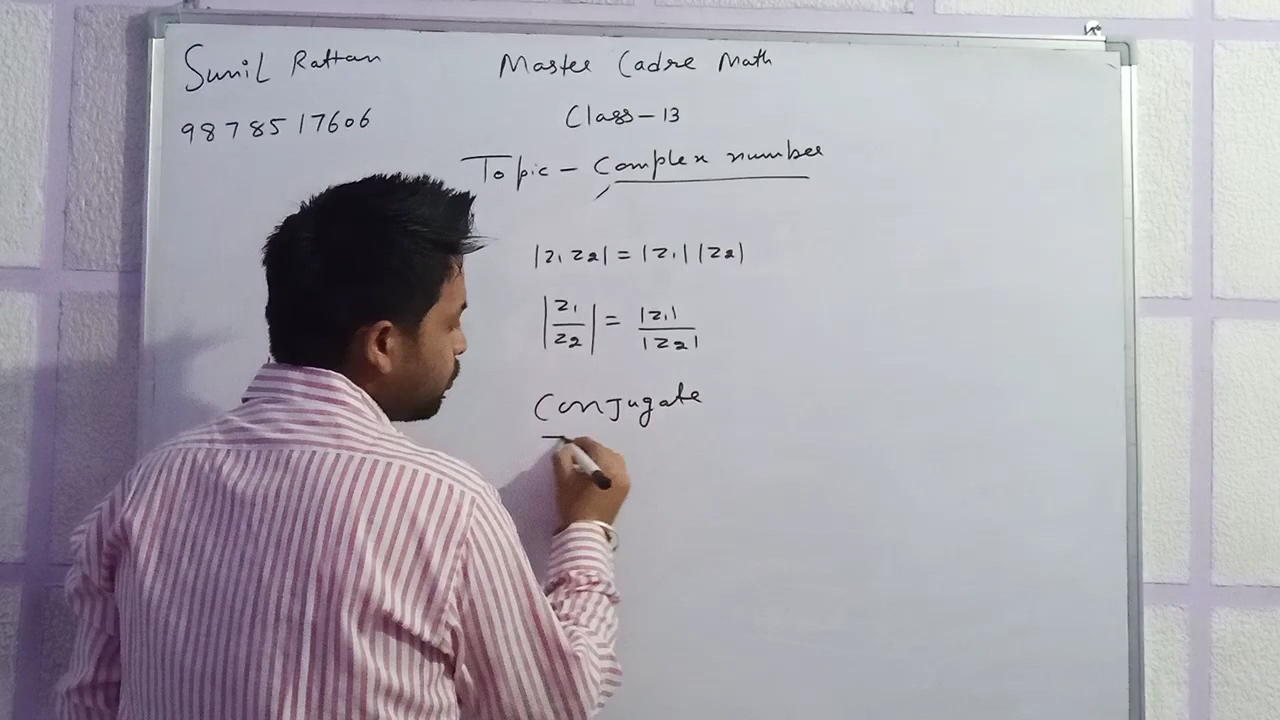 Sunil Rattan
9878517606
Master Cadre Math
Class-13
Topic - Complex number
|z₁ z₂| = |z₁| |z₂|
|z₁/z₂| = |z₁|/|z₂|
Conjugate